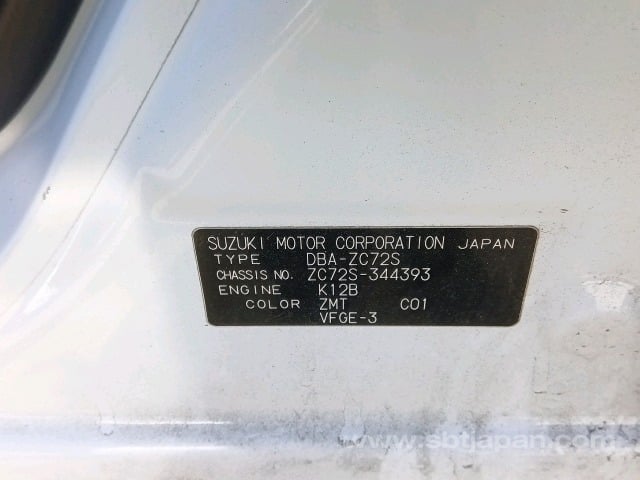 SUZUKI MOTOR CORPORATION JAPAN
TYPE DBA-ZC72S
CHASSIS NO. ZC72S-344393
ENGINE K12B
COLOR ZMT C01
VFGE-3
www.sbtjapan.com